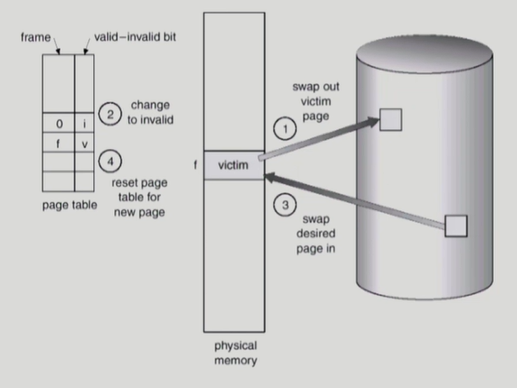 frame
valid–invalid bit
0 i
f v
page table
2
change
to invalid
4
reset page
table for
new page
f
victim
physical
memory
swap out
victim
page
1
3
swap
desired
page in